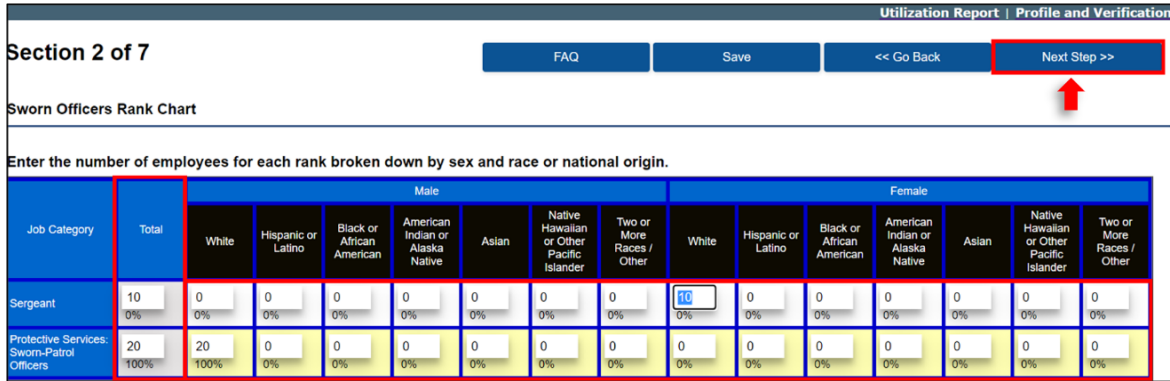 Utilization Report | Profile and Verification
Section 2 of 7
FAQ
Save
<< Go Back
Next Step >>
Sworn Officers Rank Chart
Enter the number of employees for each rank broken down by sex and race or national origin.
Job Category
Total
Male
Female
White
Hispanic or
Latino
Black or
African
American
American
Indian or
Alaska
Native
Asian
Native
Hawaiian
or Other
Pacific
Islander
Two or
More
Races /
Other
White
Hispanic or
Latino
Black or
African
American
American
Indian or
Alaska
Native
Asian
Native
Hawaiian
or Other
Pacific
Islander
Two or
More
Races /
Other
Sergeant
10 0 0 0 0 0 0 0 10 0 0 0 0 0 0
0% 0% 0% 0% 0% 0% 0% 0% 0% 0% 0% 0% 0% 0% 0%
Protective Services:
Sworn-Patrol
Officers
20 20 0 0 0 0 0 0 0 0 0 0 0 0 0
100% 100% 0% 0% 0% 0% 0% 0% 0% 0% 0% 0% 0% 0% 0%